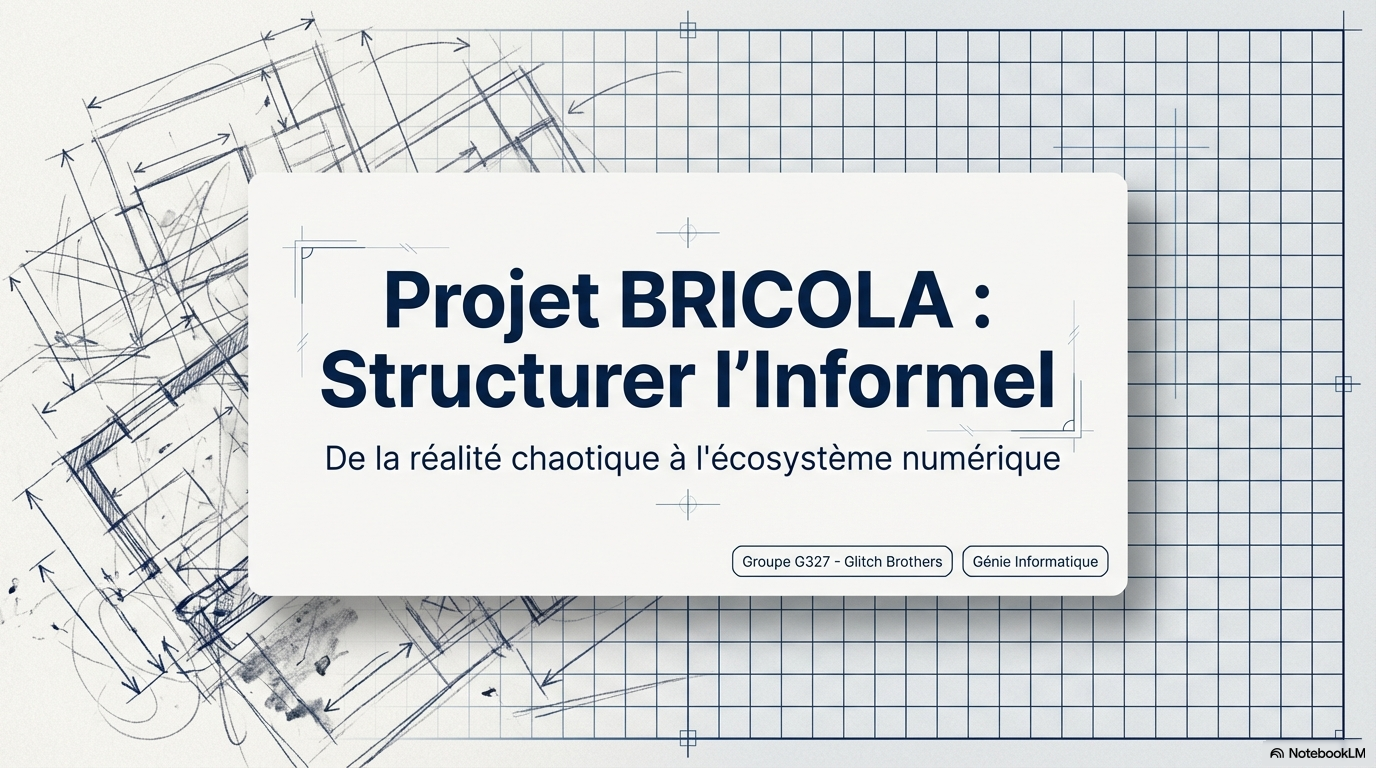 Projet BRICOLA :
Structurer l’Informel
De la réalité chaotique à l'écosystème numérique
Groupe G327 - Glitch Brothers
Génie Informatique
NotebookLM